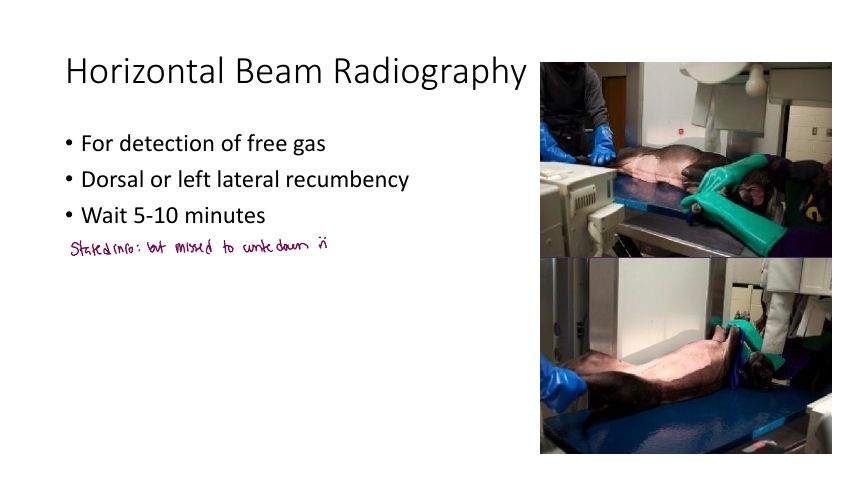 Horizontal Beam Radiography
• For detection of free gas
• Dorsal or left lateral recumbency
• Wait 5-10 minutes
Stated info: but missed to write down